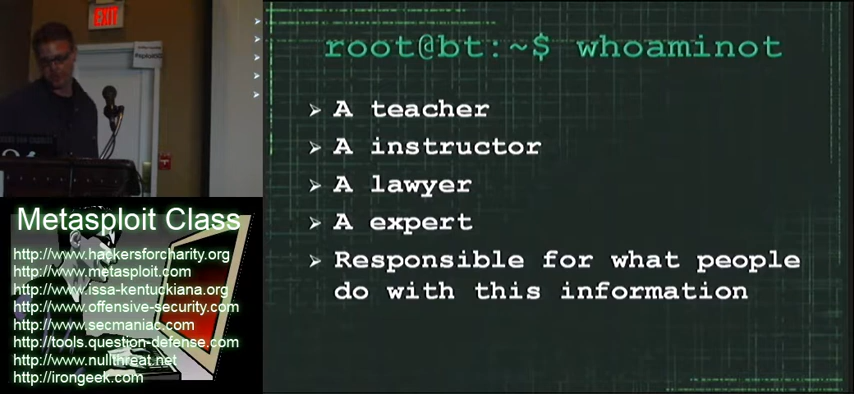 EXIT
root@bt:~$ whoaminot
A teacher
A instructor
A lawyer
A expert
Responsible for what people
do with this information
Metasploit Class
http://www.hackersforcharity.org
http://www.metasploit.com
http://www.issa-kentuckiana.org
http://www.offensive-security.com
http://www.secmaniac.com
http://tools.question-defense.com
http://www.nullthreat.net
http://irongeek.com